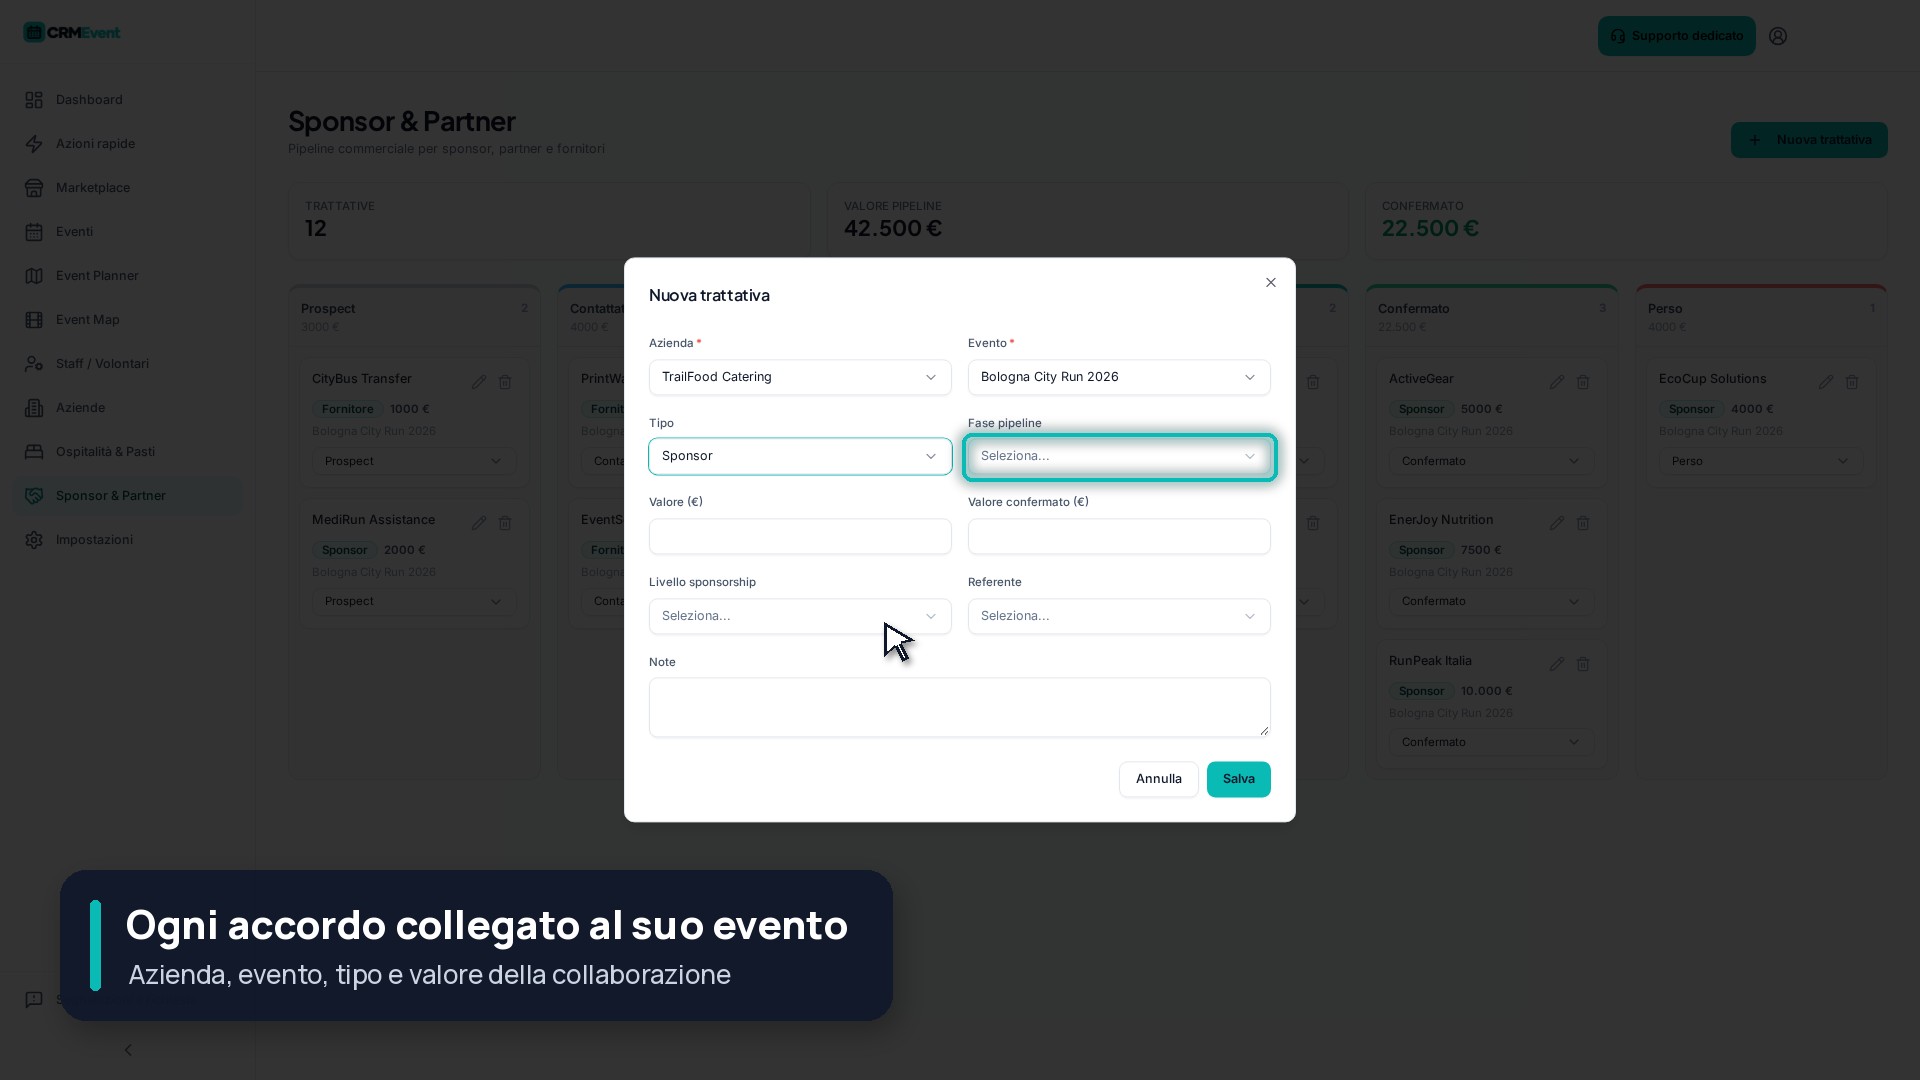 CRMEvent
Supporto dedicato
Dashboard
Azioni rapide
Marketplace
Eventi
Event Planner
Event Map
Staff / Volontari
Aziende
Ospitalità & Pasti
Sponsor & Partner
Impostazioni
Sponsor & Partner
Pipeline commerciale per sponsor, partner e fornitori
Nuova trattativa
TRATTATIVE
12
VALORE PIPELINE
42.500 €
CONFERMATO
22.500 €
Prospect 2
3000 €
CityBus Transfer
Fornitore 1000 €
Bologna City Run 2026
Prospect
MediRun Assistance
Sponsor 2000 €
Bologna City Run 2026
Prospect
4000 €
2
Confermato 3
22.500 €
ActiveGear
Sponsor 5000 €
Bologna City Run 2026
Confermato
EnerJoy Nutrition
Sponsor 7500 €
Bologna City Run 2026
Confermato
RunPeak Italia
Sponsor 10.000 €
Bologna City Run 2026
Confermato
Perso 1
4000 €
EcoCup Solutions
Sponsor 4000 €
Bologna City Run 2026
Perso
Nuova trattativa
Azienda * Evento *
TrailFood Catering Bologna City Run 2026
Tipo Fase pipeline
Sponsor Seleziona...
Valore (€) Valore confermato (€)
Livello sponsorship Referente
Seleziona... Seleziona...
Note
Annulla Salva
Ogni accordo collegato al suo evento
Azienda, evento, tipo e valore della collaborazione